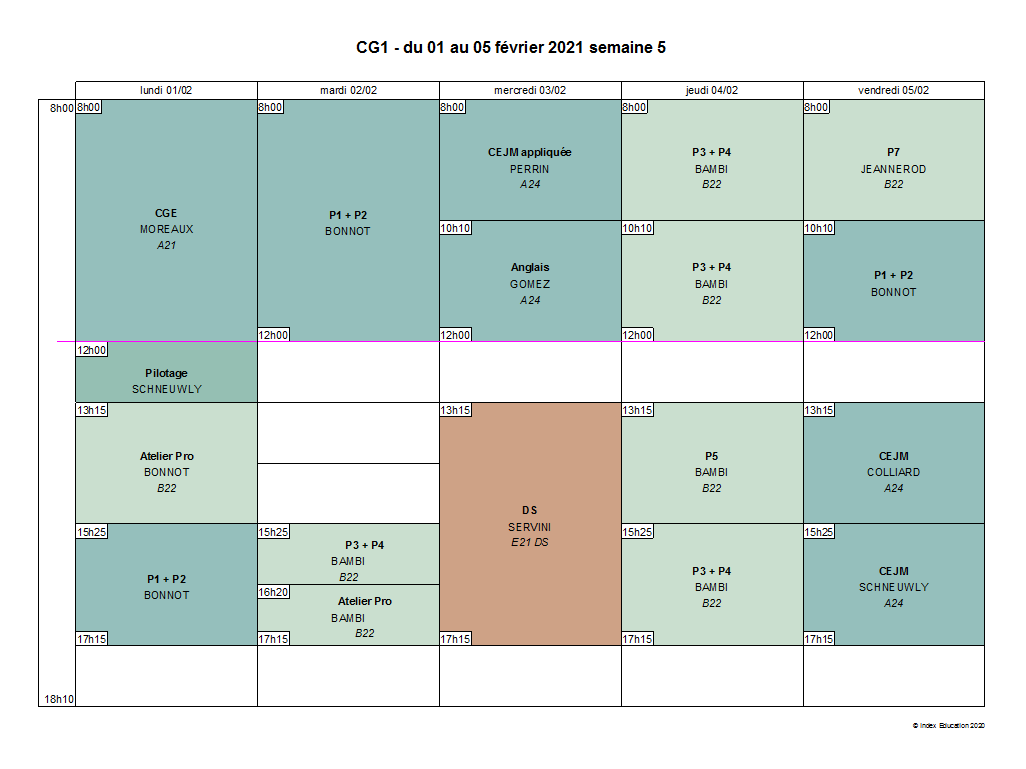 CG1 - du 01 au 05 février 2021 semaine 5
lundi 01/02
mardi 02/02
mercredi 03/02
jeudi 04/02
vendredi 05/02
8h00
8h00
CGE
MOREAUX
A21
12h00
Pilotage
SCHNEUWLY
13h15
Atelier Pro
BONNOT
B22
15h25
P1 + P2
BONNOT
17h15
8h00
P1 + P2
BONNOT
12h00
15h25
P3 + P4
BAMBI
B22
16h20
Atelier Pro
BAMBI
B22
17h15
8h00
CEJM appliquée
PERRIN
A24
10h10
Anglais
GOMEZ
A24
12h00
13h15
DS
SERVINI
E21 DS
17h15
8h00
P3 + P4
BAMBI
B22
10h10
P3 + P4
BAMBI
B22
12h00
13h15
P5
BAMBI
B22
15h25
P3 + P4
BAMBI
B22
17h15
8h00
P7
JEANNEROD
B22
10h10
P1 + P2
BONNOT
12h00
13h15
CEJM
COLLIARD
A24
15h25
CEJM
SCHNEUWLY
A24
17h15
18h10
© Index Education 2020